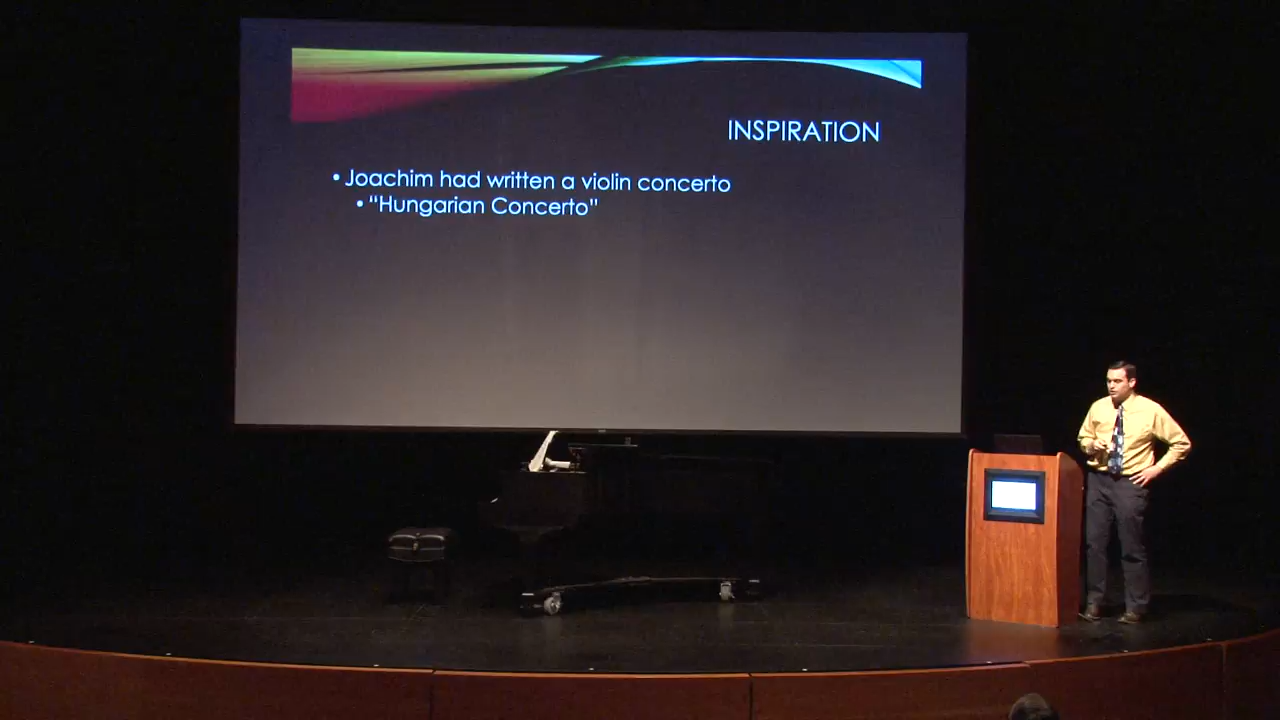 INSPIRATION
• Joachim had written a violin concerto
• “Hungarian Concerto”